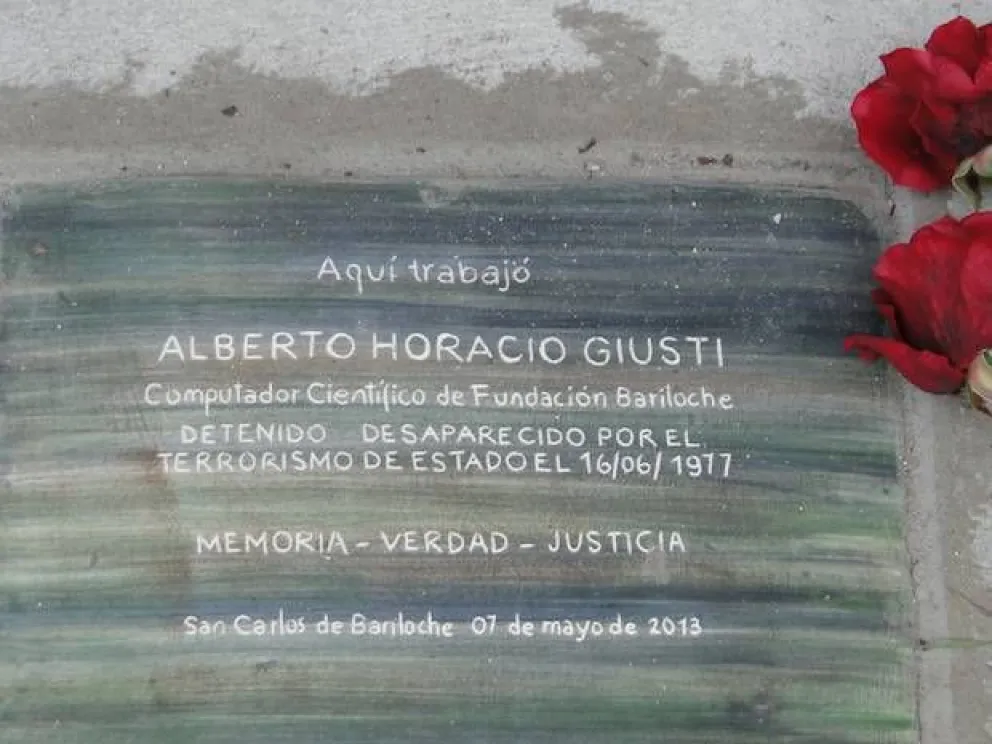 Aquí trabajó
ALBERTO HORACIO GIUSTI
Computador Científico de Fundación Bariloche
DETENIDO DESAPARECIDO POR EL
TERRORISMO DE ESTADO EL 16/06/1977
MEMORIA - VERDAD - JUSTICIA
San Carlos de Bariloche 07 de mayo de 2013